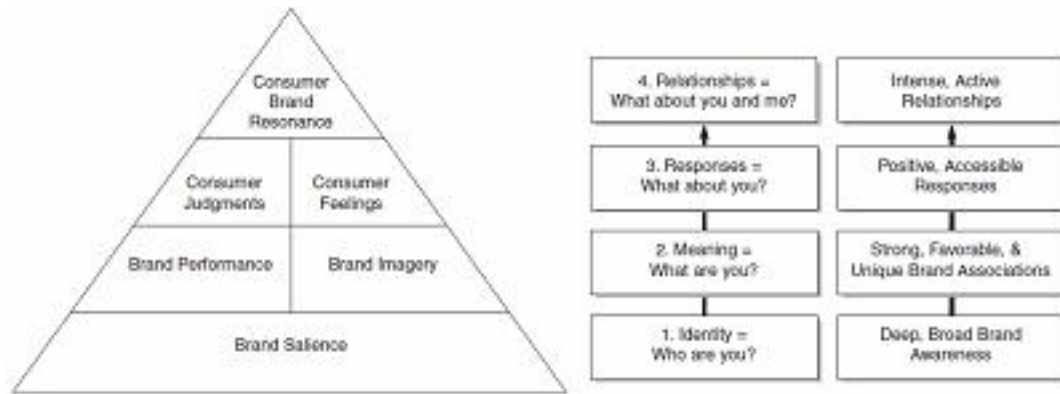 Consumer
Brand
Resonance
Consumer
Judgments
Consumer
Feelings
Brand Performance
Brand Imagery
Brand Salience
4. Relationships =
What about you and me?
3. Responses =
What about you?
2. Meaning =
What are you?
1. Identity =
Who are you?
Intense, Active
Relationships
Positive, Accessible
Responses
Strong, Favorable, &
Unique Brand Associations
Deep, Broad Brand
Awareness